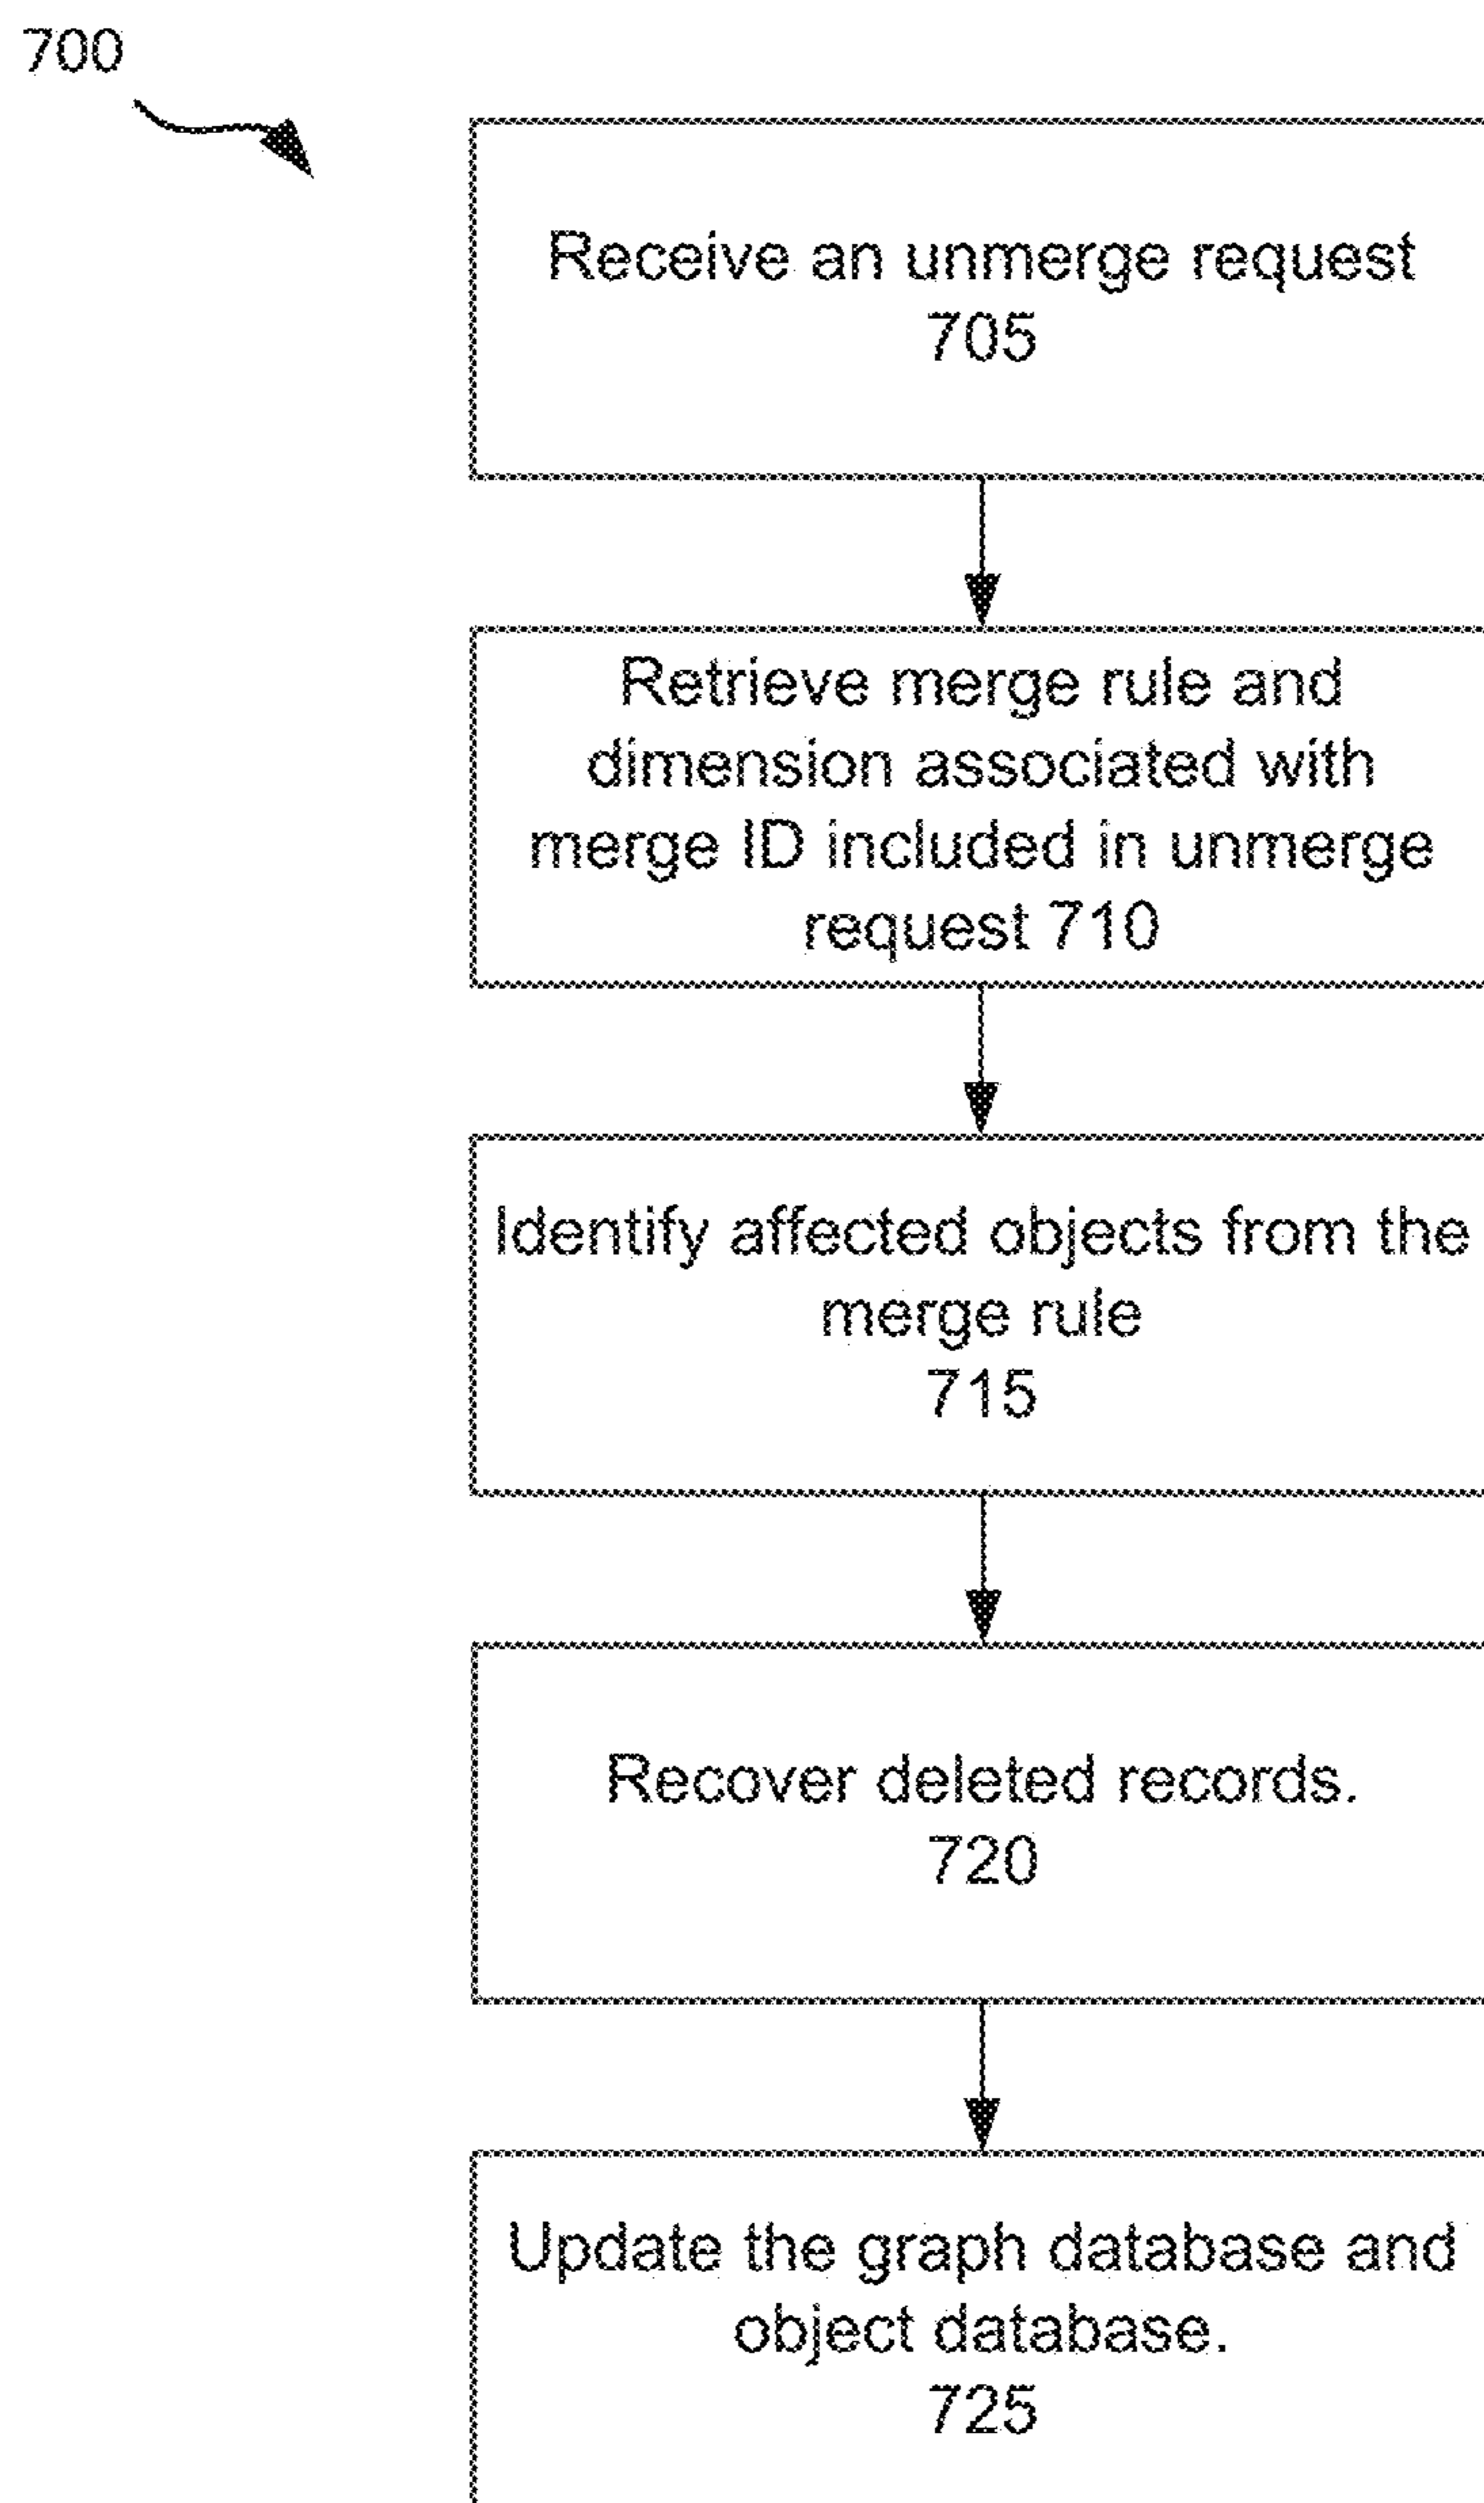 700
Receive an unmerge request
705
Retrieve merge rule and
dimension associated with
merge ID included in unmerge
request 710
Identify affected objects from the
merge rule
715
Recover deleted records.
720
Update the graph database and
object database.
725